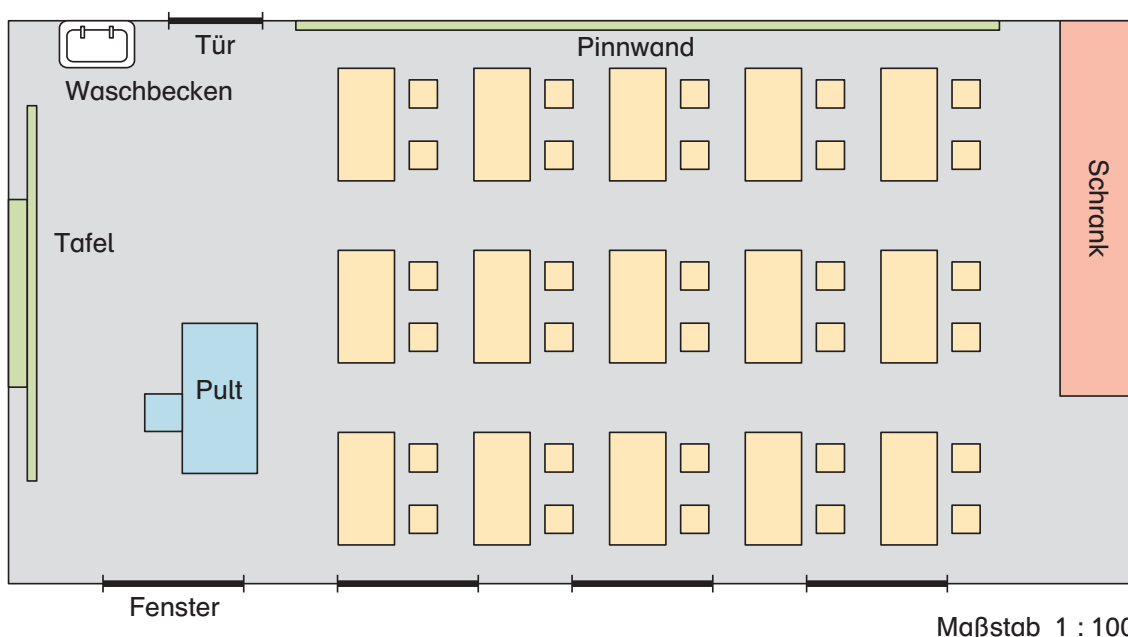 Tür
Pinnwand
Waschbecken
Schrank
Tafel
Pult
Fenster
Maßstab 1 : 100